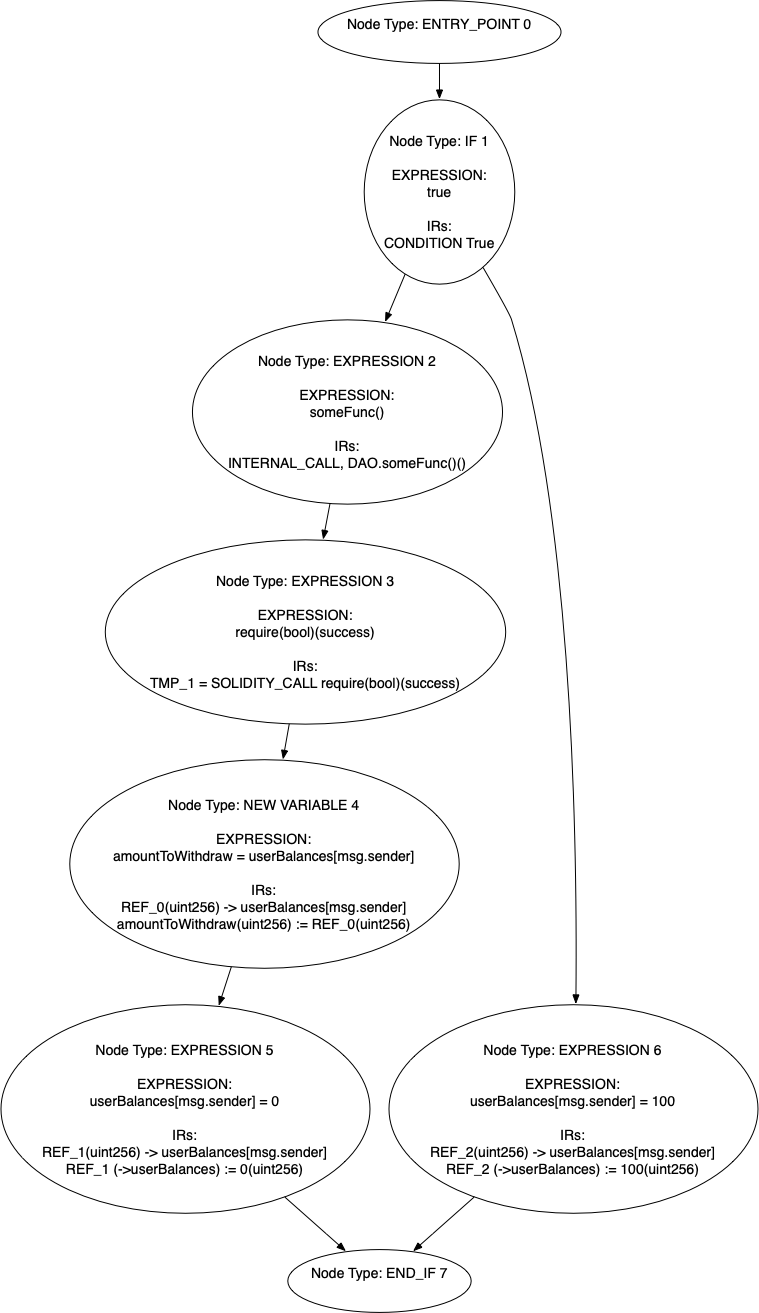 Node Type: ENTRY_POINT 0
Node Type: IF 1
EXPRESSION:
true
IRs:
CONDITION True
Node Type: EXPRESSION 2
EXPRESSION:
someFunc()
IRs:
INTERNAL_CALL, DAO.someFunc()()
Node Type: EXPRESSION 3
EXPRESSION:
require(bool)(success)
IRs:
TMP_1 = SOLIDITY_CALL require(bool)(success)
Node Type: NEW VARIABLE 4
EXPRESSION:
amountToWithdraw = userBalances[msg.sender]
IRs:
REF_0(uint256) -> userBalances[msg.sender]
amountToWithdraw(uint256) := REF_0(uint256)
Node Type: EXPRESSION 5
EXPRESSION:
userBalances[msg.sender] = 0
IRs:
REF_1(uint256) -> userBalances[msg.sender]
REF_1 (->userBalances) := 0(uint256)
Node Type: EXPRESSION 6
EXPRESSION:
userBalances[msg.sender] = 100
IRs:
REF_2(uint256) -> userBalances[msg.sender]
REF_2 (->userBalances) := 100(uint256)
Node Type: END_IF 7